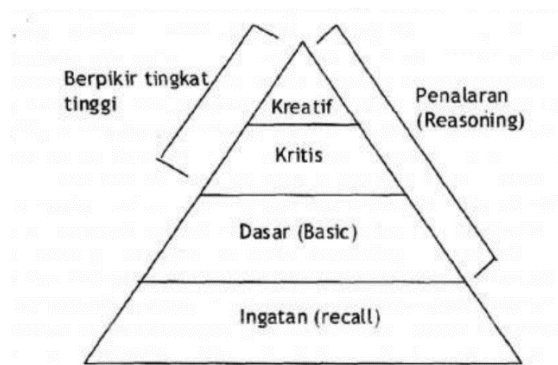 Berpikir tingkat
tinggi
Penalaran
(Reasoning)
Kreatif
Kritis
Dasar (Basic)
Ingatan (recall)